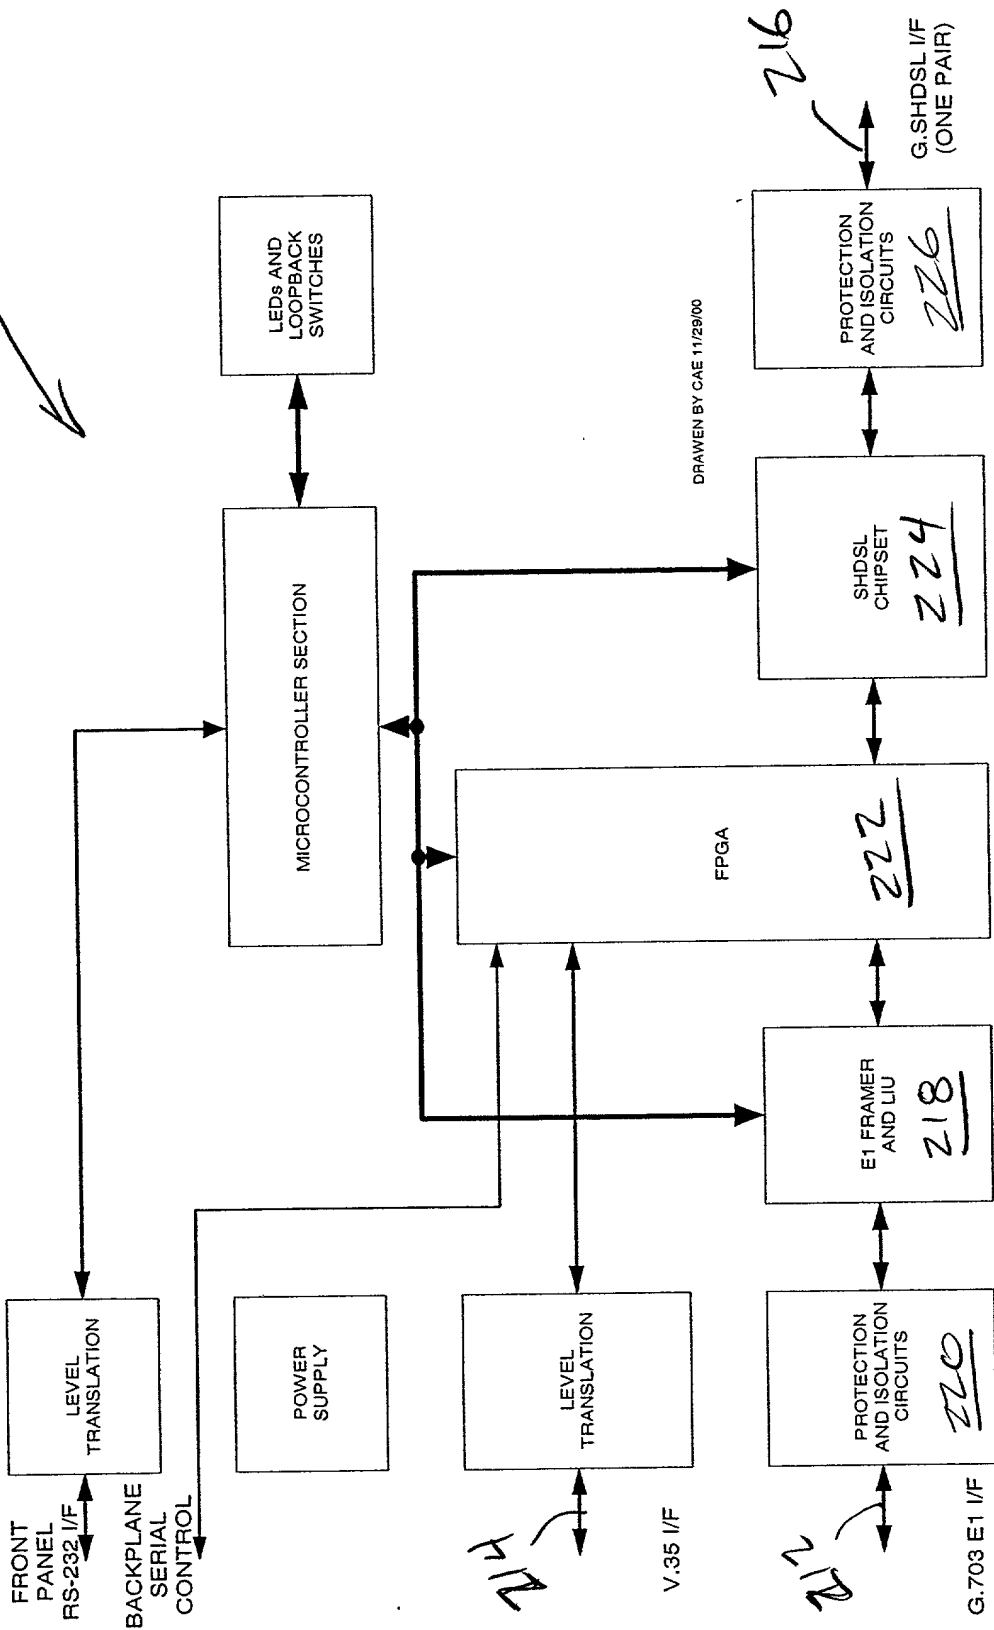 FRONT
PANEL
RS-232 I/F
LEVEL
TRANSLATION
BACKPLANE
SERIAL
CONTROL
POWER
SUPPLY
MICROCONTROLLER SECTION
LEDs AND
LOOPBACK
SWITCHES
214
V.35 I/F
LEVEL
TRANSLATION
FPGA
222
DRAWEN BY CAE 11/29/00
212
G.703 E1 I/F
PROTECTION
AND ISOLATION
CIRCUITS
220
E1 FRAMER
AND LIU
218
SHDSL
CHIPSET
224
PROTECTION
AND ISOLATION
CIRCUITS
226
216
G.SHDSL I/F
(ONE PAIR)